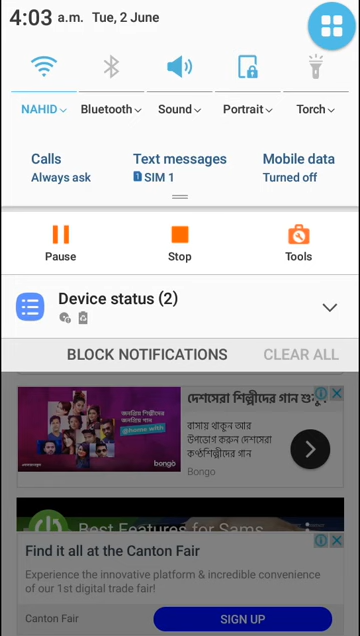 4:03 a.m. Tue, 2 June
NAHID Bluetooth Sound Portrait Torch
Calls Text messages Mobile data
Always ask 1 SIM 1 Turned off
Pause Stop Tools
Device status (2)
BLOCK NOTIFICATIONS CLEAR ALL
দেশসেরা শিল্পীদের গান
বাসায় থাকুন আর
উপভোগ করুন দেশসেরা
কণ্ঠশিল্পীদের গান
Bongo
@home with
bongo
Best Features for Sams
Find it all at the Canton Fair
Experience the innovative platform & incredible convenience
of our 1st digital trade fair!
Canton Fair SIGN UP